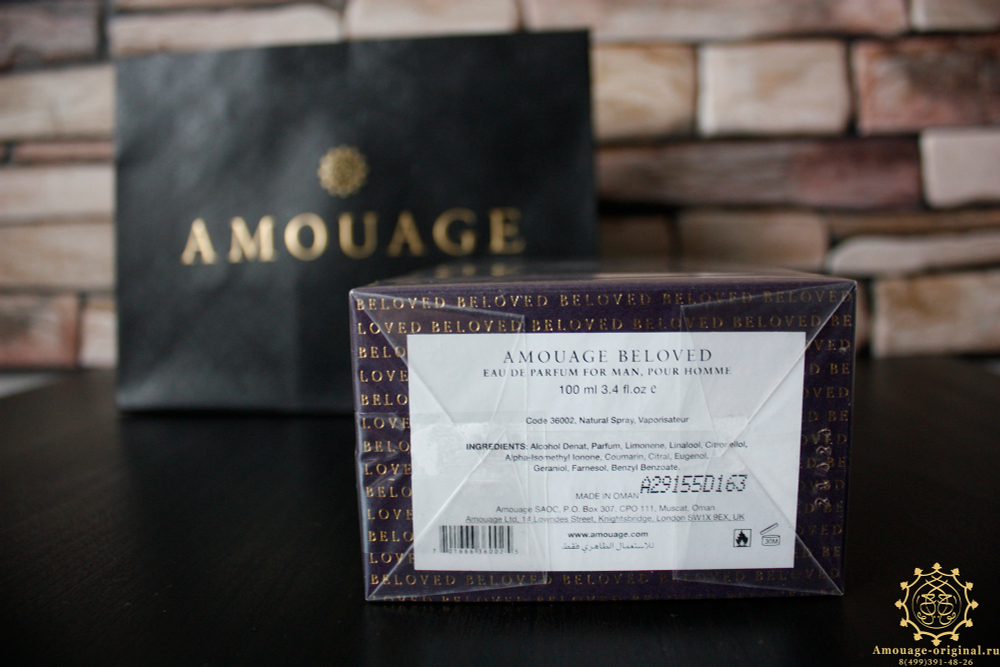 AMOUAGE
BELOVED BELOVED BELOVED BELOVED BELOVED
LOVED BELOVED BELOVED BELOVED BELOVED BE
AMOUAGE BELOVED
EAU DE PARFUM FOR MAN, POUR HOMME
100 ml 3.4 fl.oz e
Code 36002, Natural Spray, Vaporisateur
INGREDIENTS: Alcohol Denat, Parfum, Limonone, Linalool, Citronellol,
Alpha-Isomethyl Ionone, Coumarin, Citral, Eugenol,
Geraniol, Farnesol, Benzyl Benzoate.
A29155D163
MADE IN OMAN
Amouage SAOC, P.O. Box 307, CPO 111, Muscat, Oman
Amouage Ltd, 14 Lowndes Street, Knightsbridge, London SW1X 9EX, UK
www.amouage.com
للاستعمال الظاهري فقط.
30M
Amouage-original.ru
8(499)391-48-26